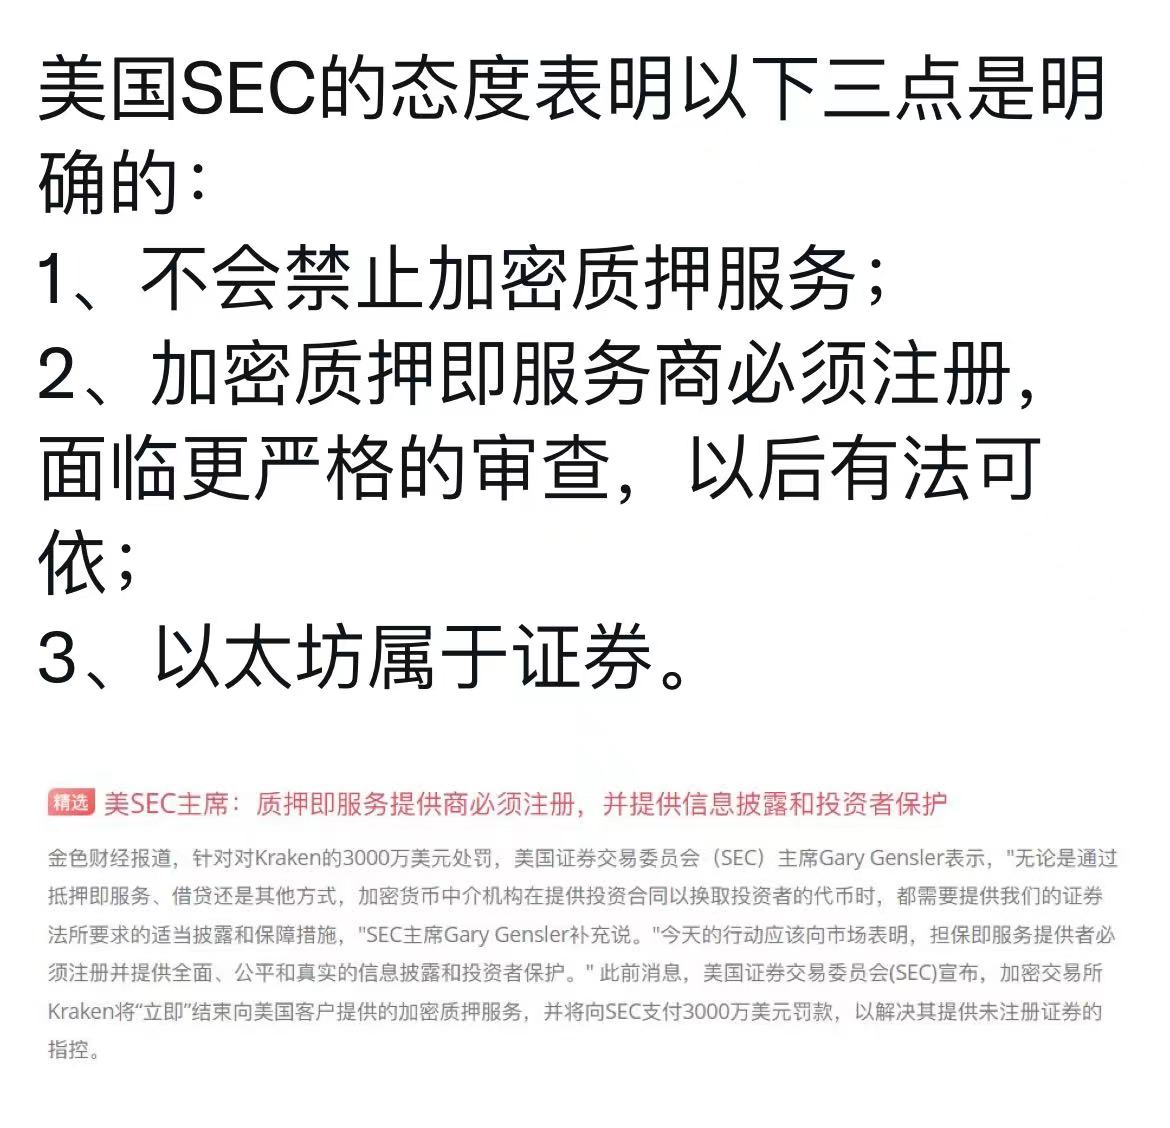 美国SEC的态度表明以下三点是明
确的：
1、不会禁止加密质押服务；
2、加密质押即服务商必须注册，
面临更严格的审查，以后有法可
依；
3、以太坊属于证券。
精选 美SEC主席：质押即服务提供商必须注册，并提供信息披露和投资者保护
金色财经报道，针对对Kraken的3000万美元处罚，美国证券交易委员会（SEC）主席Gary Gensler表示，"无论是通过
抵押即服务、借贷还是其他方式，加密货币中介机构在提供投资合同以换取投资者的代币时，都需要提供我们的证券
法所要求的适当披露和保障措施，"SEC主席Gary Gensler补充说。"今天的行动应该向市场表明，担保即服务提供者必
须注册并提供全面、公平和真实的信息披露和投资者保护。" 此前消息，美国证券交易委员会(SEC)宣布，加密交易所
Kraken将“立即”结束向美国客户提供的加密质押服务，并将向SEC支付3000万美元罚款，以解决其提供未注册证券的
指控。